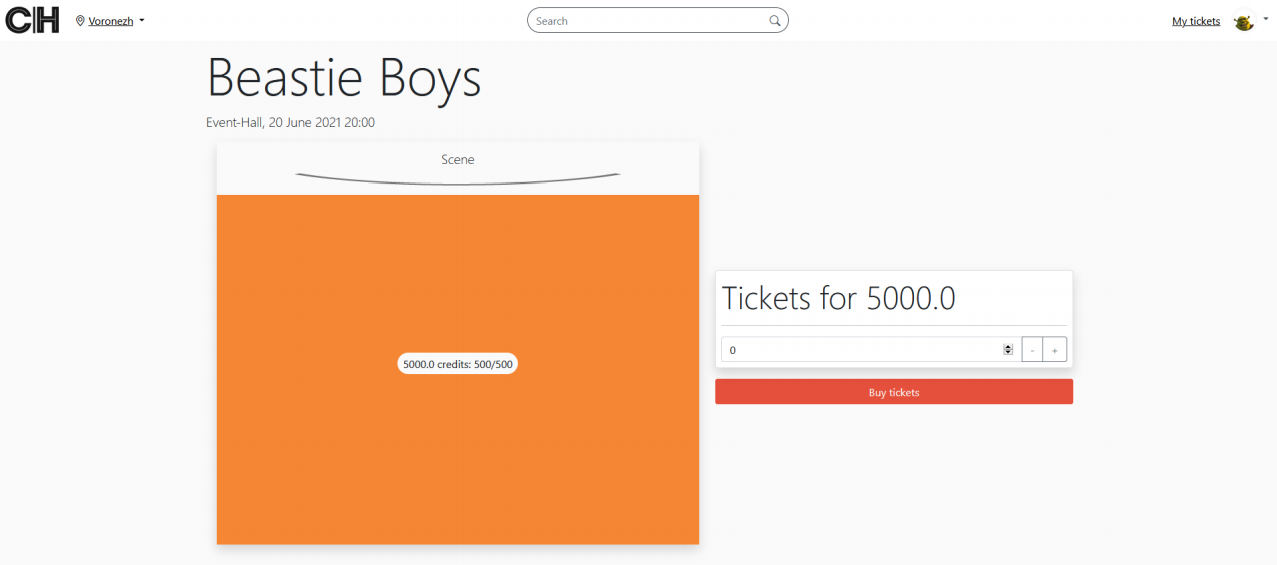 CH
Voronezh
Search
My tickets
Beastie Boys
Event-Hall, 20 June 2021 20:00
Scene
5000.0 credits: 500/500
Tickets for 5000.0
0
- +
Buy tickets